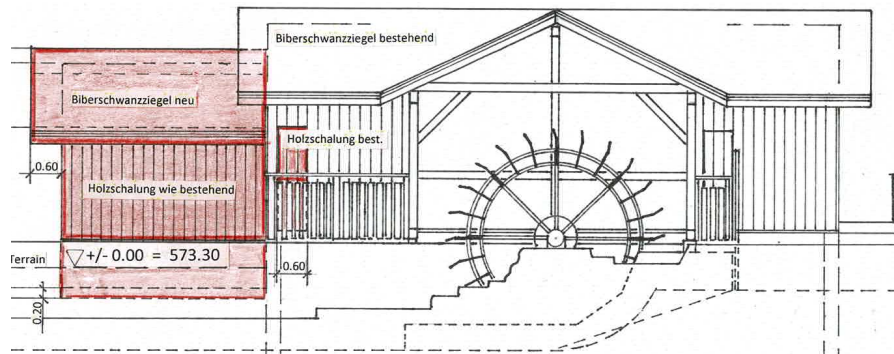 Biberschwanzziegel bestehend
Biberschwanzziegel neu
Holzschalung best.
0.60
Holzschalung wie bestehend
Terrain
+/- 0.00 = 573.30
0.60
0.20